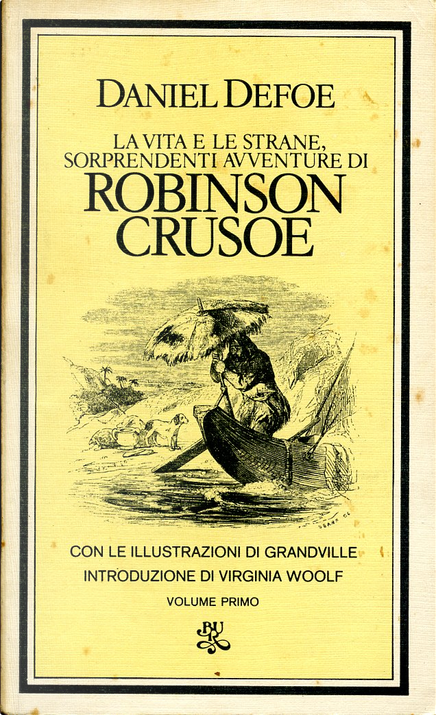 DANIEL DEFOE
LA VITA E LE STRANE,
SORPRENDENTI AVVENTURE DI
ROBINSON
CRUSOE
CON LE ILLUSTRAZIONI DI GRANDVILLE
INTRODUZIONE DI VIRGINIA WOOLF
VOLUME PRIMO
BUR